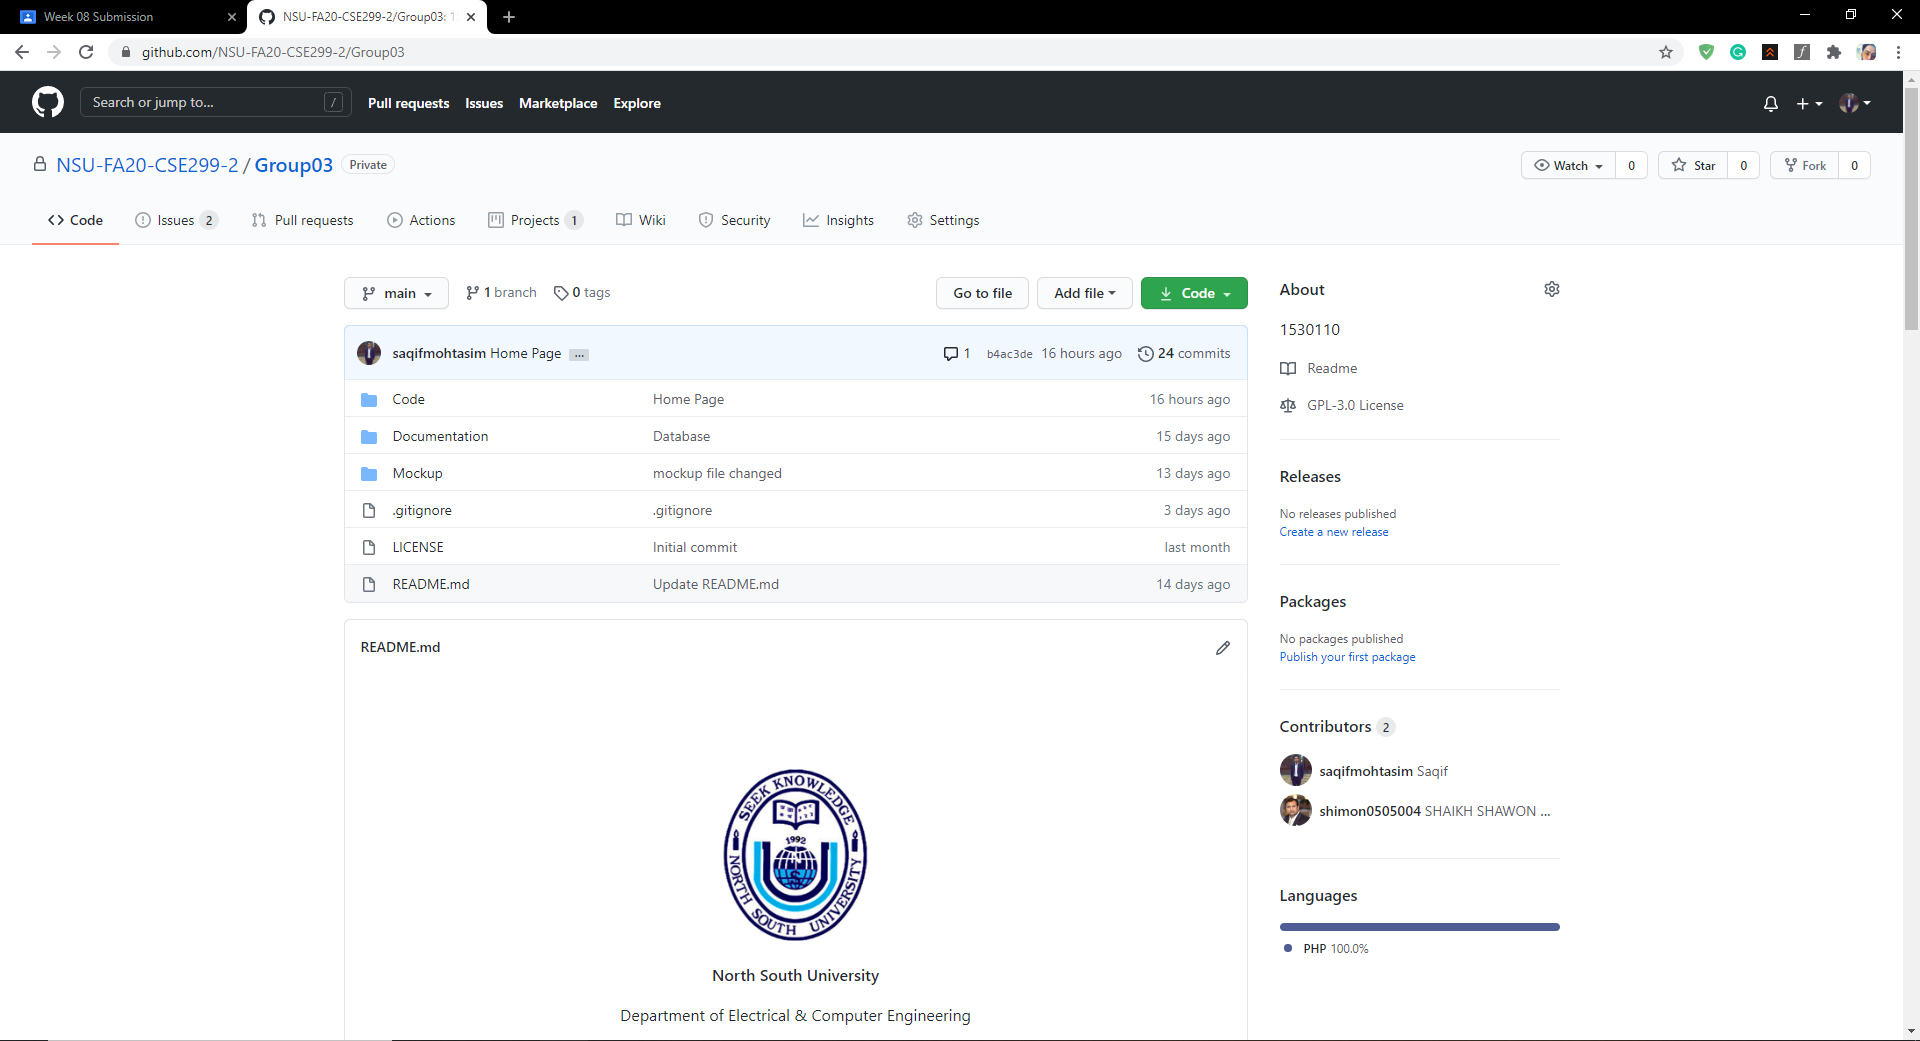 Week 08 Submission
NSU-FA20-CSE299-2/Group03:
github.com/NSU-FA20-CSE299-2/Group03
Search or jump to... /
Pull requests Issues Marketplace Explore
NSU-FA20-CSE299-2 / Group03 Private
Watch 0 Star 0 Fork 0
Code Issues 2 Pull requests Actions Projects 1 Wiki Security Insights Settings
main 1 branch 0 tags
Go to file Add file Code
saqifmohtasim Home Page ... 1 b4ac3de 16 hours ago 24 commits
Code Home Page 16 hours ago
Documentation Database 15 days ago
Mockup mockup file changed 13 days ago
.gitignore .gitignore 3 days ago
LICENSE Initial commit last month
README.md Update README.md 14 days ago
README.md
SEEK KNOWLEDGE
1992
NORTH SOUTH UNIVERSITY
North South University
Department of Electrical & Computer Engineering
About
1530110
Readme
GPL-3.0 License
Releases
No releases published
Create a new release
Packages
No packages published
Publish your first package
Contributors 2
saqifmohtasim Saqif
shimon0505004 SHAIKH SHAWON ...
Languages
PHP 100.0%